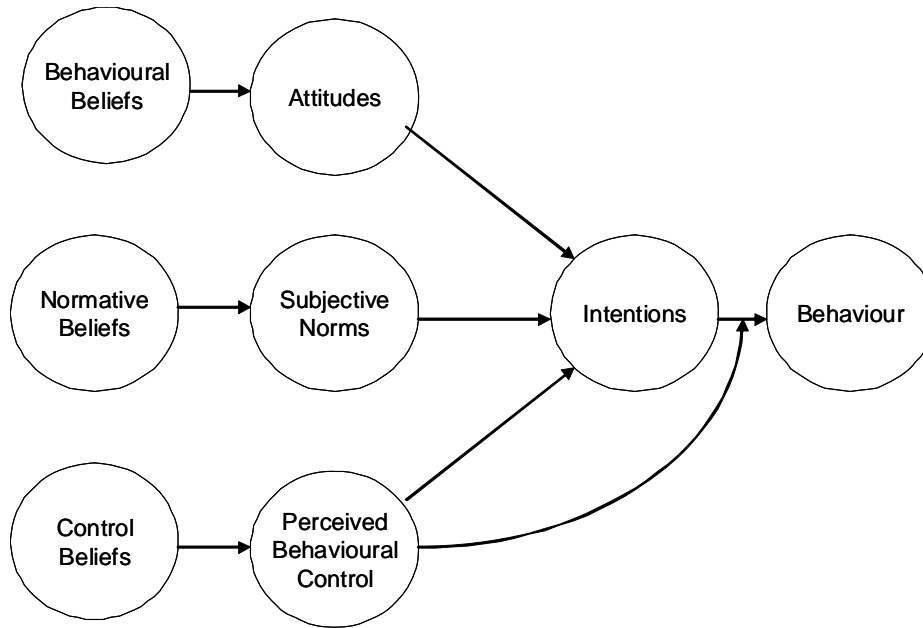 Behavioural
Beliefs
Attitudes
Normative
Beliefs
Subjective
Norms
Intentions
Behaviour
Control
Beliefs
Perceived
Behavioural
Control